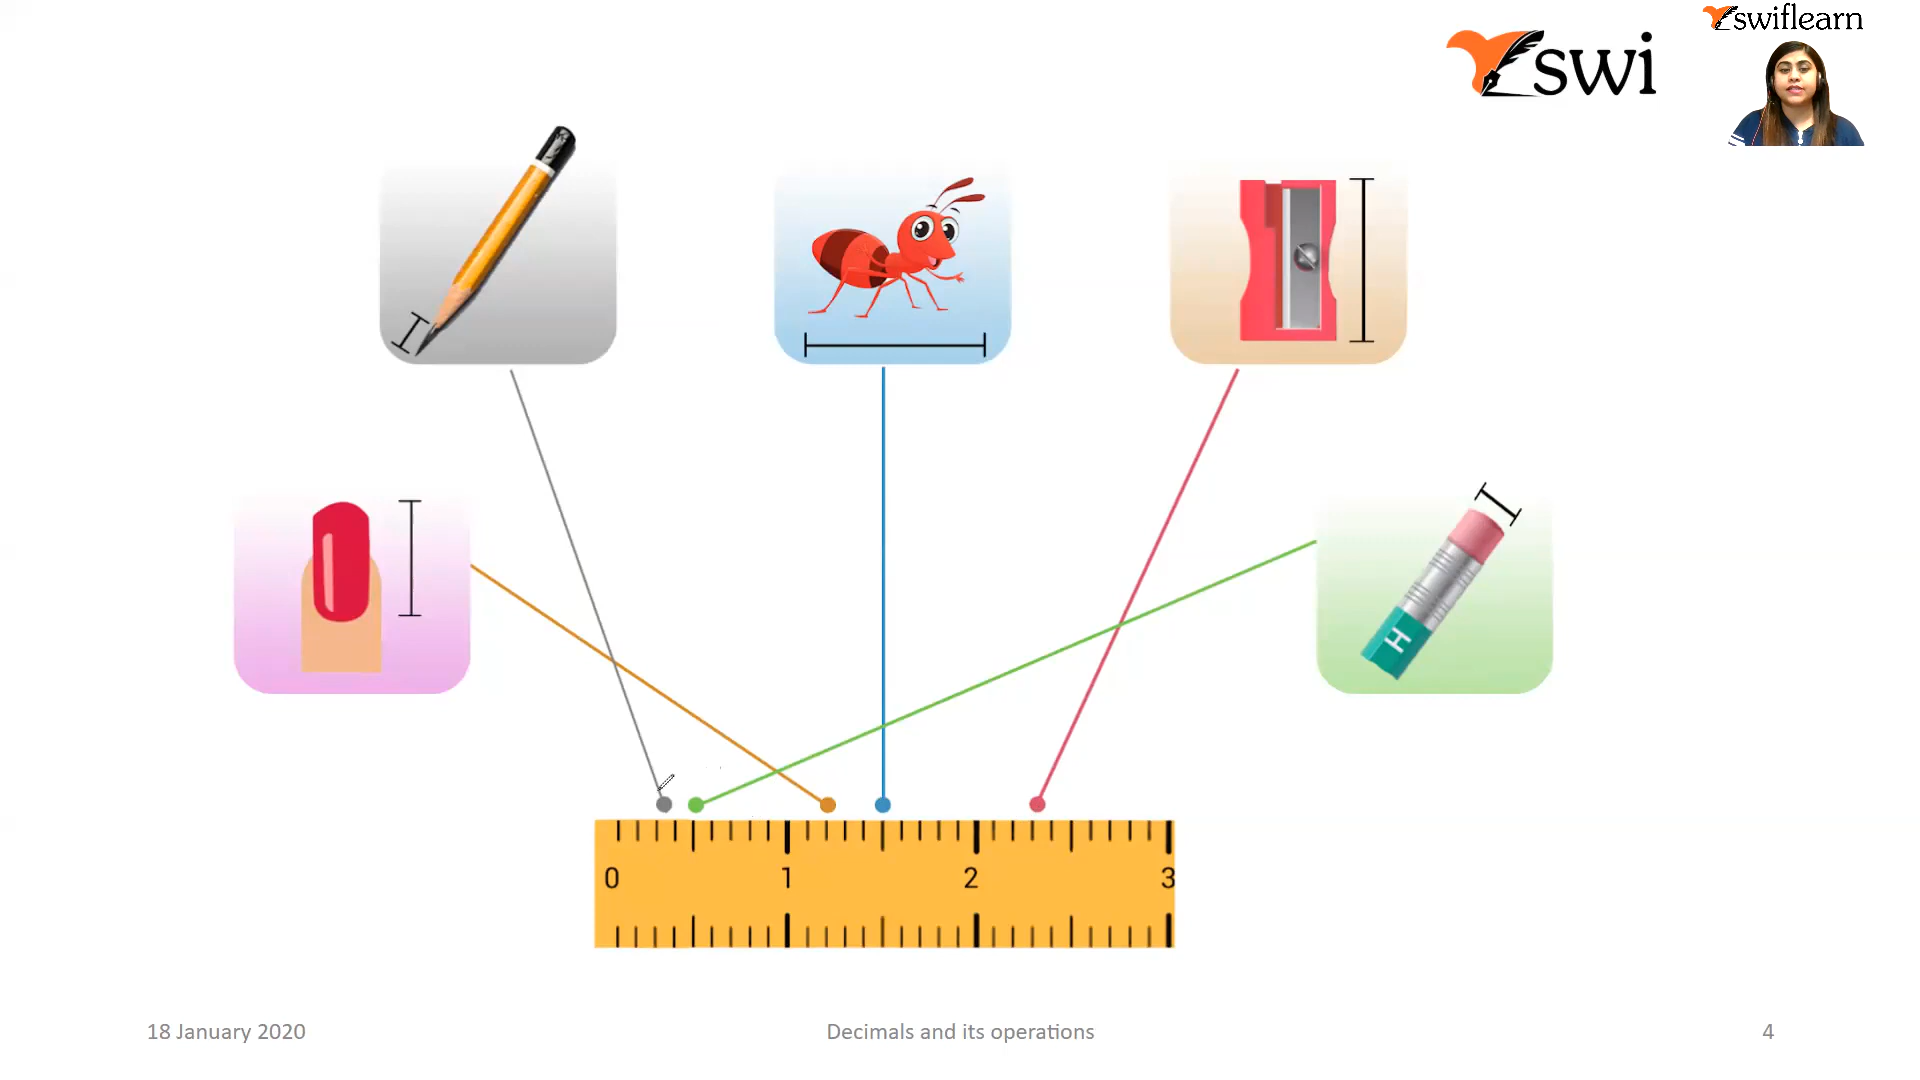 swiflearn
swi
H
0 1 2 3
18 January 2020
Decimals and its operations
4